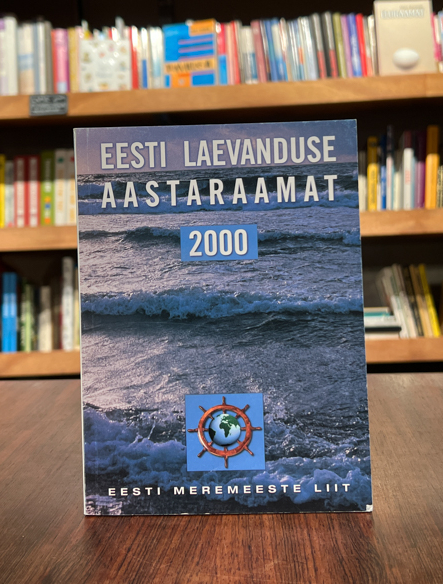 EESTI LAEVANDUSE
AASTARAAMAT
2000
EESTI MEREMEESTE LIIT